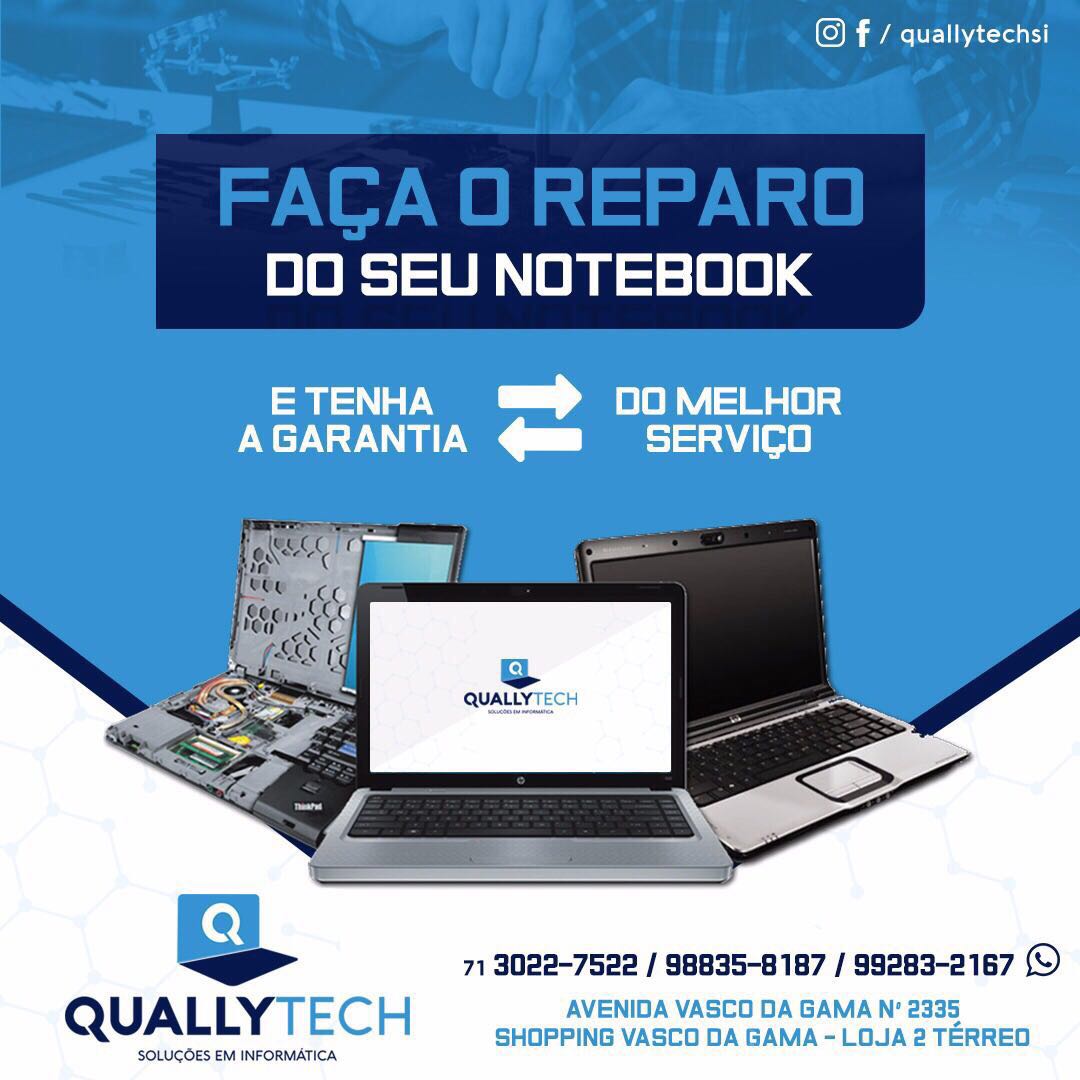 / quallytechsi
FAÇA O REPARO
DO SEU NOTEBOOK
E TENHA
A GARANTIA
DO MELHOR
SERVIÇO
Q
QUALLYTECH
SOLUÇÕES EM INFORMÁTICA
hp
ThinkPad
Q
QUALLYTECH
SOLUÇÕES EM INFORMÁTICA
71 3022-7522 / 98835-8187 / 99283-2167
AVENIDA VASCO DA GAMA Nº 2335
SHOPPING VASCO DA GAMA - LOJA 2 TÉRREO